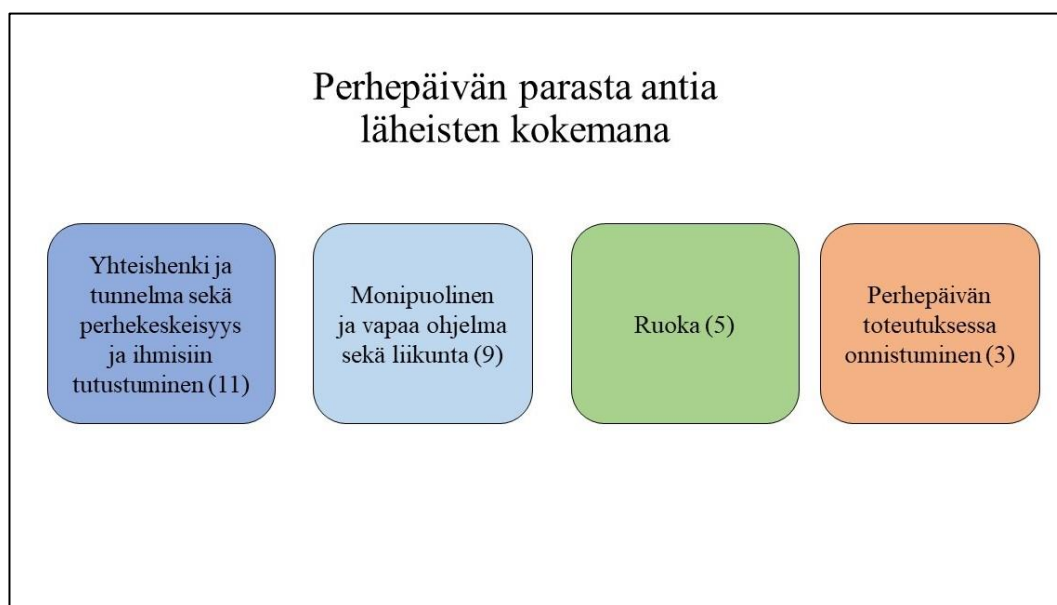 Perhepäivän parasta antia
läheisten kokemana
Yhteishenki ja
tunnelma sekä
perhekeskeisyys
ja ihmisiin
tutustuminen (11)
Monipuolinen
ja vapaa ohjelma
sekä liikunta (9)
Ruoka (5)
Perhepäivän
toteutuksessa
onnistuminen (3)